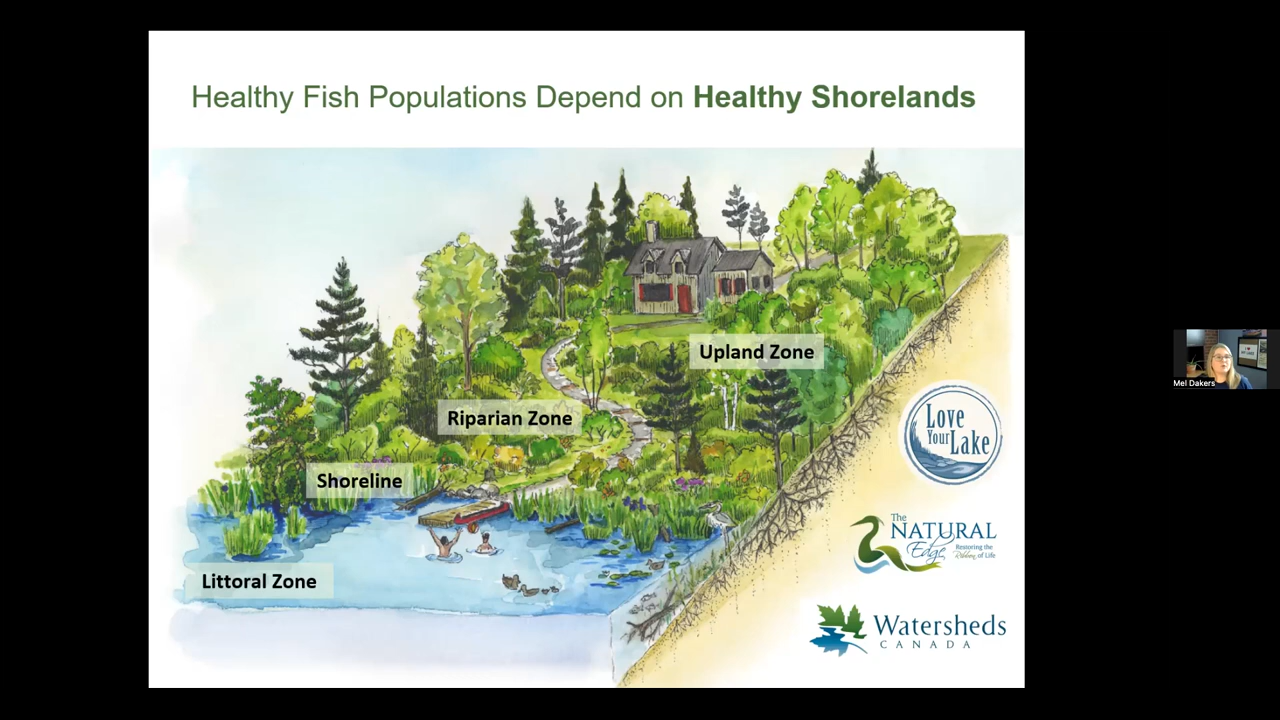 Healthy Fish Populations Depend on Healthy Shorelands
Upland Zone
Riparian Zone
Shoreline
Littoral Zone
Love
Your Lake
The
NATURAL
Edge
Restoring the
Ribbon of Life
Watersheds
CANADA
Mel Dakers